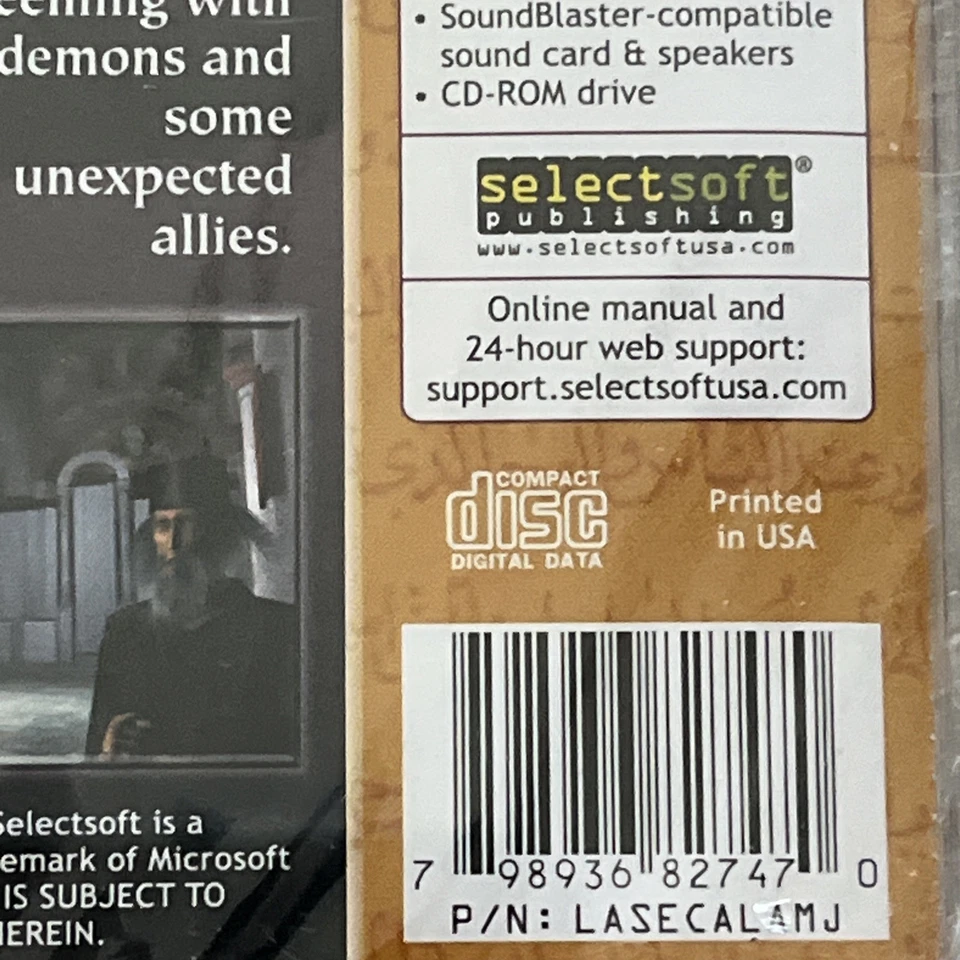 demons and
some
unexpected
allies.
Selectsoft is a
emark of Microsoft
IS SUBJECT TO
HEREIN.
• SoundBlaster-compatible
sound card & speakers
• CD-ROM drive
selectsoft®
publishing
www.selectsoftusa.com
Online manual and
24-hour web support:
support.selectsoftusa.com
COMPACT
disc
DIGITAL DATA
Printed
in USA
7 98936 82747 0
P/N: LASECALAMJ